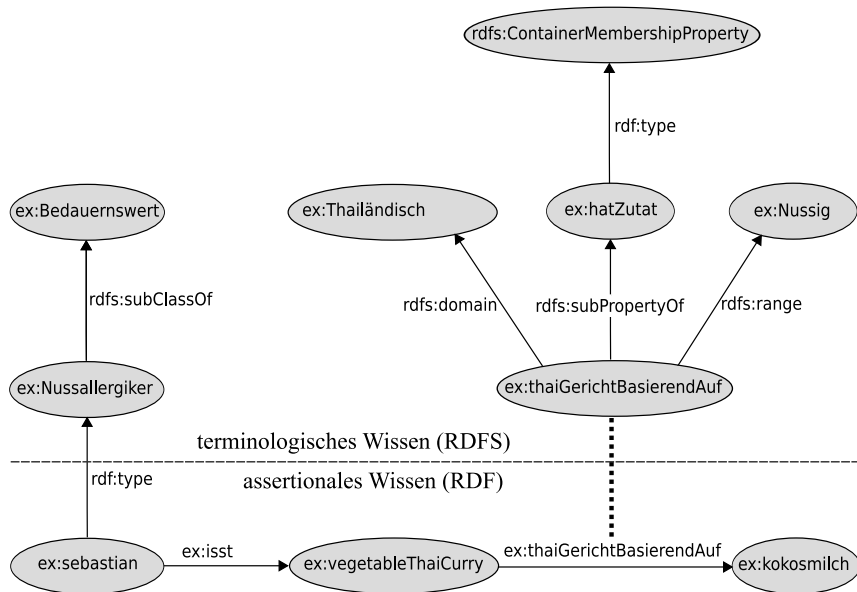 rdfs:ContainerMembershipProperty
rdf:type
ex:Bedauernswert
ex:Thailändisch
ex:hatZutat
ex:Nussig
rdfs:subClassOf
rdfs:domain
rdfs:subPropertyOf
rdfs:range
ex:Nussallergiker
ex:thaiGerichtBasierendAuf
terminologisches Wissen (RDFS)
rdf:type
assertionales Wissen (RDF)
ex:isst
ex:thaiGerichtBasierendAuf
ex:sebastian
ex:vegetableThaiCurry
ex:kokosmilch